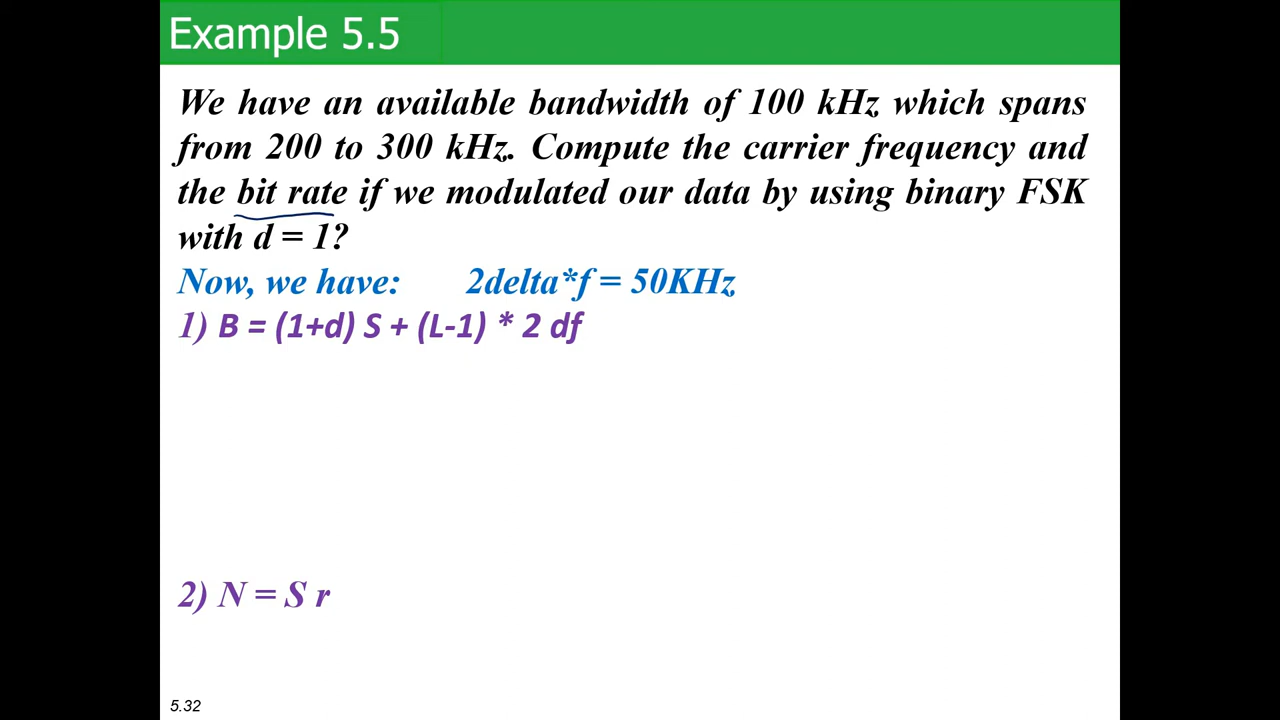 Example 5.5
We have an available bandwidth of 100 kHz which spans
from 200 to 300 kHz. Compute the carrier frequency and
the bit rate if we modulated our data by using binary FSK
with d = 1?
Now, we have: 2delta*f = 50KHz
1) B = (1+d) S + (L-1) * 2 df
2) N = S r
5.32